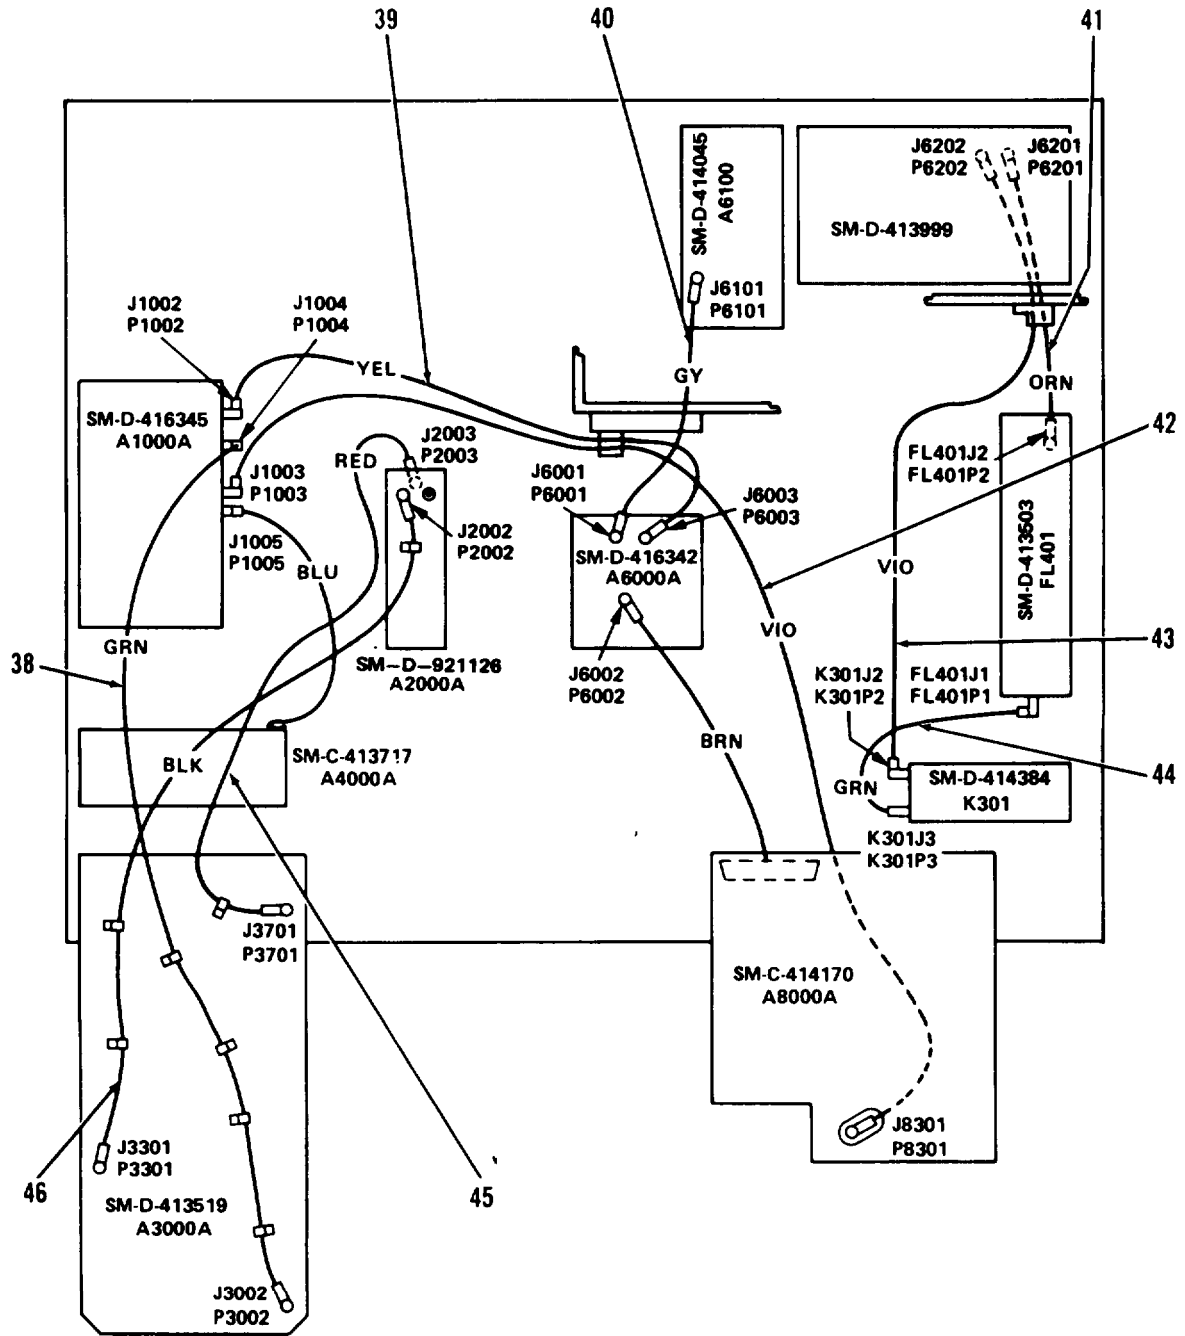 39
40
41
J6202
P6202
J6201
P6201
SM-D-414045
A6100
SM-D-413999
J6101
P6101
J1002
P1002
J1004
P1004
YEL
GY
ORN
SM-D-416345
A1000A
RED
J2003
P2003
42
FL401J2
FL401P2
J1003
P1003
J6001
P6001
J6003
P6003
J1005
P1005
BLU
J2002
P2002
SM-D-416342
A6000A
SM-D-413503
FL401
VIO
GRN
VIO
38
SM-D-921126
A2000A
J6002
P6002
43
K301J2
K301P2
FL401J1
FL401P1
BRN
SM-C-413717
A4000A
BLK
44
GRN
SM-D-414384
K301
K301J3
K301P3
J3701
P3701
SM-C-414170
A8000A
J8301
P8301
J3301
P3301
46
45
SM-D-413519
A3000A
J3002
P3002